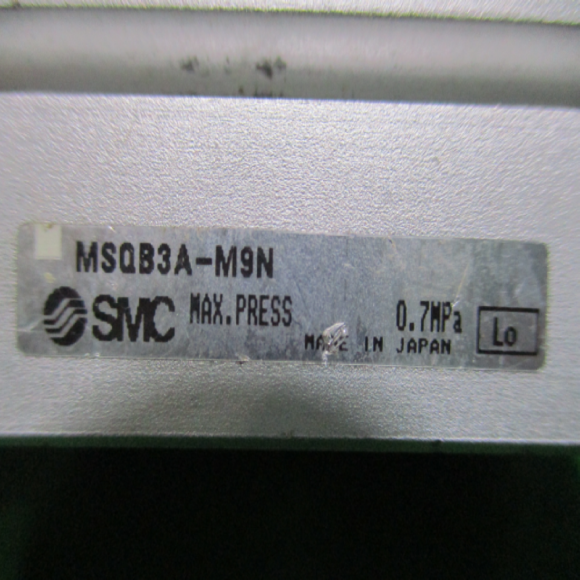 MSQB3A-M9N
SMC MAX.PRESS 0.7MPa
MADE IN JAPAN Lo